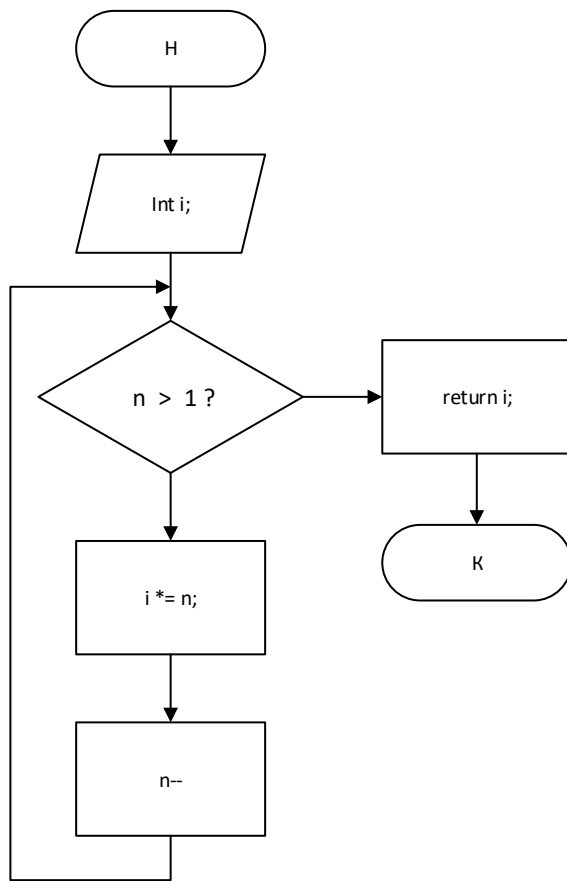 Н
Int i;
n > 1 ?
return i;
i *= n;
n--
К